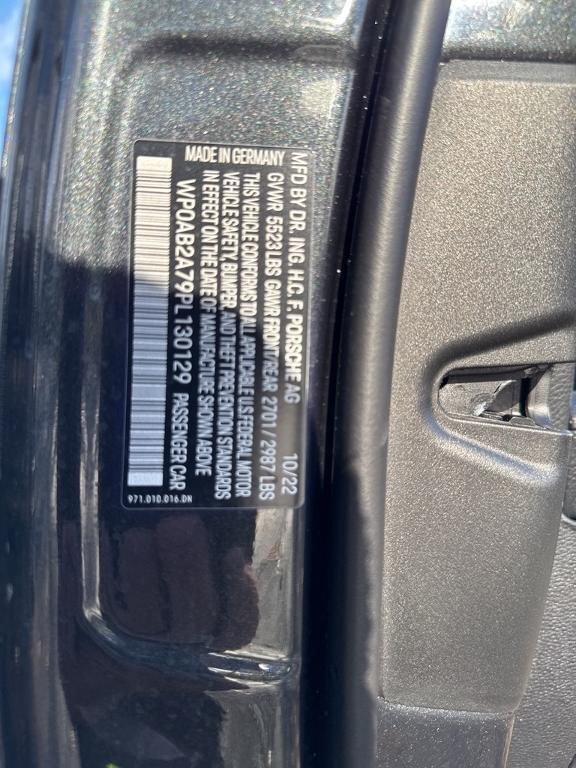 MFD BY DR. ING. H.C. F. PORSCHE AG 10/22
GVWR 5523 LBS GAWR FRONT/REAR 2701 / 2987 LBS
THIS VEHICLE CONFORMS TO ALL APPLICABLE US FEDERAL MOTOR
VEHICLE SAFETY, BUMPER, AND THEFT PREVENTION STANDARDS
IN EFFECT ON THE DATE OF MANUFACTURE SHOWN ABOVE
MADE IN GERMANY
WP0AB2A79PL130129 PASSENGER CAR
971.010.016.DN